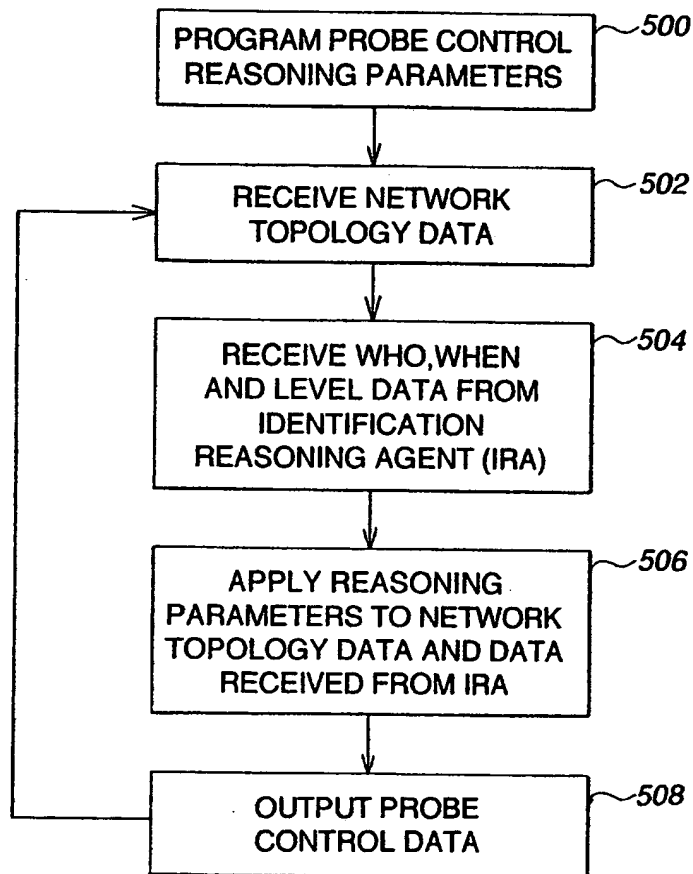 PROGRAM PROBE CONTROL
REASONING PARAMETERS
500
RECEIVE NETWORK
TOPOLOGY DATA
502
RECEIVE WHO,WHEN
AND LEVEL DATA FROM
IDENTIFICATION
REASONING AGENT (IRA)
504
APPLY REASONING
PARAMETERS TO NETWORK
TOPOLOGY DATA AND DATA
RECEIVED FROM IRA
506
OUTPUT PROBE
CONTROL DATA
508